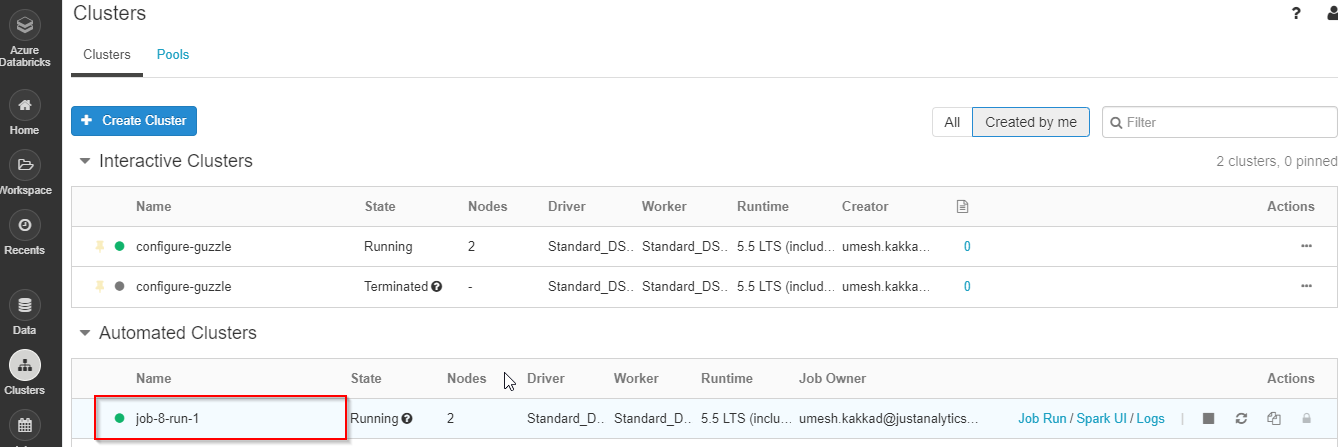 Clusters
?
Azure
Databricks
Clusters Pools
Home
+ Create Cluster
All Created by me Filter
Interactive Clusters 2 clusters, 0 pinned
Workspace
Name State Nodes Driver Worker Runtime Creator Actions
Recents
configure-guzzle Running 2 Standard_DS.. Standard_DS.. 5.5 LTS (includ... umesh.kakkad... 0 ...
configure-guzzle Terminated ? - Standard_DS.. Standard_DS.. 5.5 LTS (includ... umesh.kakkad... 0 ...
Data
Automated Clusters
Clusters
Name State Nodes Driver Worker Runtime Job Owner Actions
job-8-run-1 Running ? 2 Standard_D... Standard_D... 5.5 LTS (inclu... umesh.kakkad@justanalytics... Job Run / Spark UI / Logs |